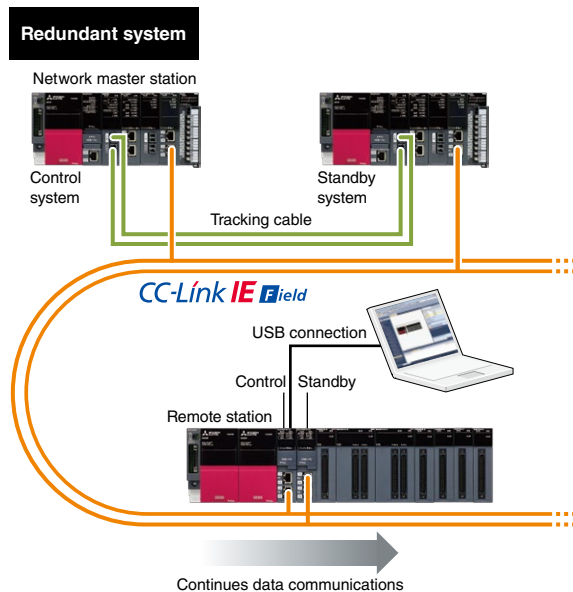 Redundant system
Network master station
Control
system
Standby
system
Tracking cable
CC-Link IE Field
USB connection
Control
Standby
Remote station
Continues data communications